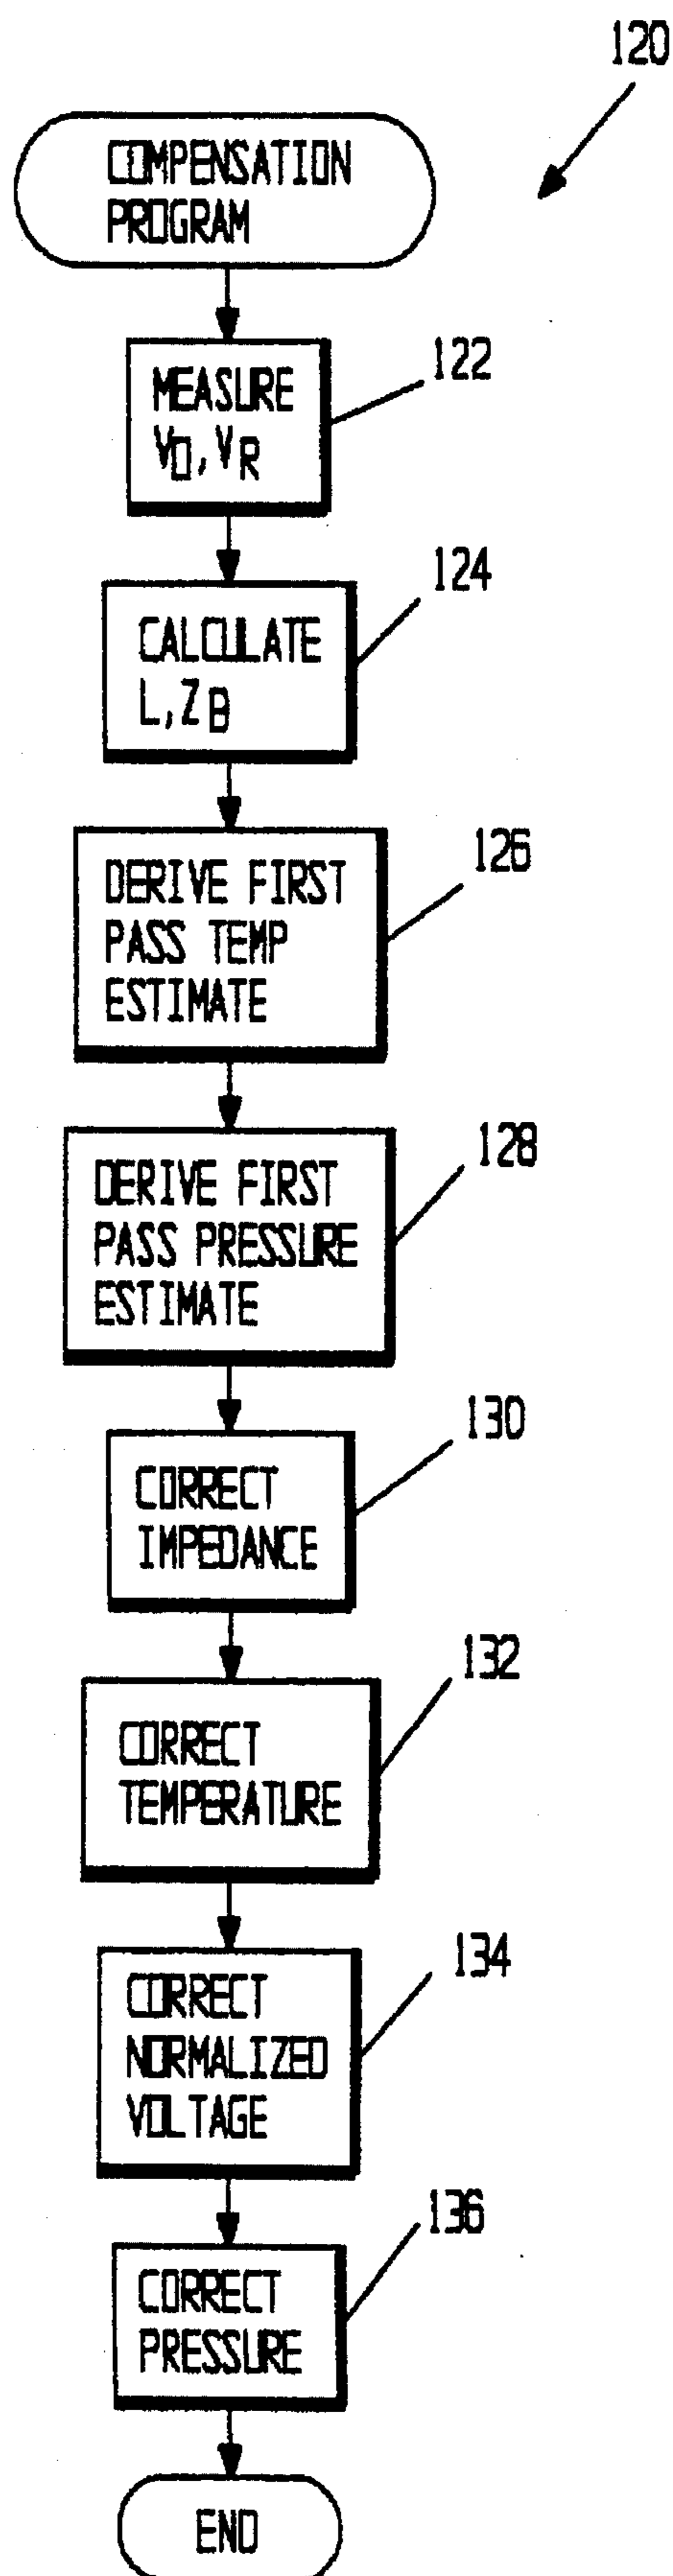 120
COMPENSATION
PROGRAM
122
MEASURE
VO, VR
124
CALCULATE
L, ZB
126
DERIVE FIRST
PASS TEMP
ESTIMATE
128
DERIVE FIRST
PASS PRESSURE
ESTIMATE
130
CORRECT
IMPEDANCE
132
CORRECT
TEMPERATURE
134
CORRECT
NORMALIZED
VOLTAGE
136
CORRECT
PRESSURE
END